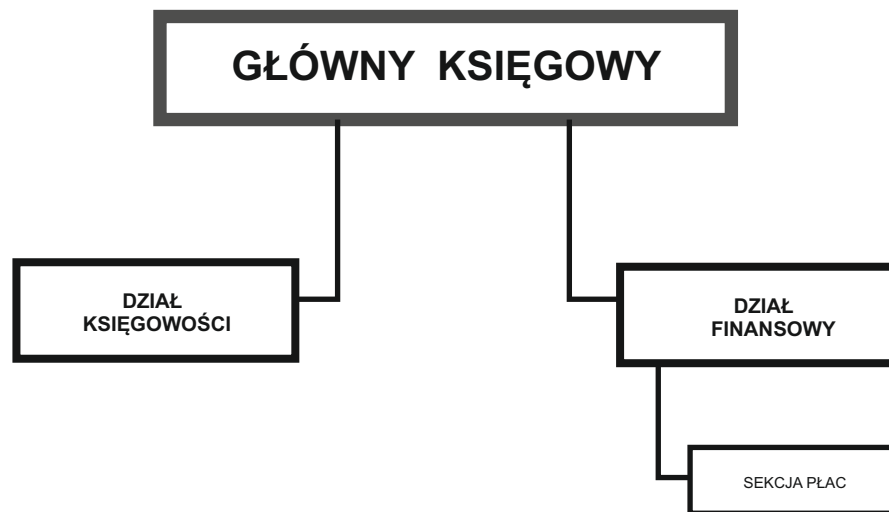 GŁÓWNY KSIĘGOWY
DZIAŁ
KSIĘGOWOŚCI
DZIAŁ
FINANSOWY
SEKCJA PŁAC